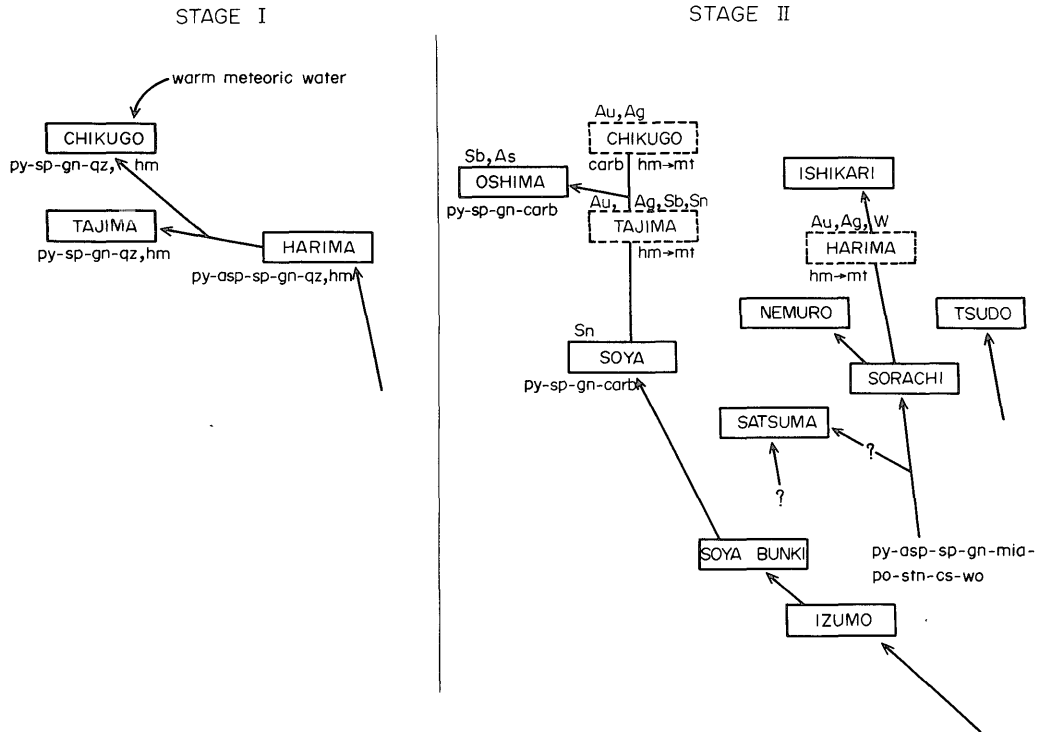 STAGE I
warm meteoric water
CHIKUGO
py-sp-gn-qz, hm
TAJIMA
py-sp-gn-qz,hm
HARIMA
py-asp-sp-gn-qz,hm
STAGE II
Au,Ag
CHIKUGO
carb hm→mt
Sb,As
OSHIMA
py-sp-gn-carb
Au, Ag,Sb,Sn
TAJIMA
hm→mt
ISHIKARI
Au,Ag,W
HARIMA
hm→mt
NEMURO
TSUDO
Sn
SOYA
py-sp-gn-carb
SORACHI
SATSUMA
?
?
SOYA BUNKI
py-asp-sp-gn-mia-
po-stn-cs-wo
IZUMO